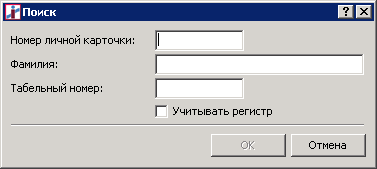 Поиск
Номер личной карточки:
Фамилия:
Табельный номер:
Учитывать регистр
OK
Отмена